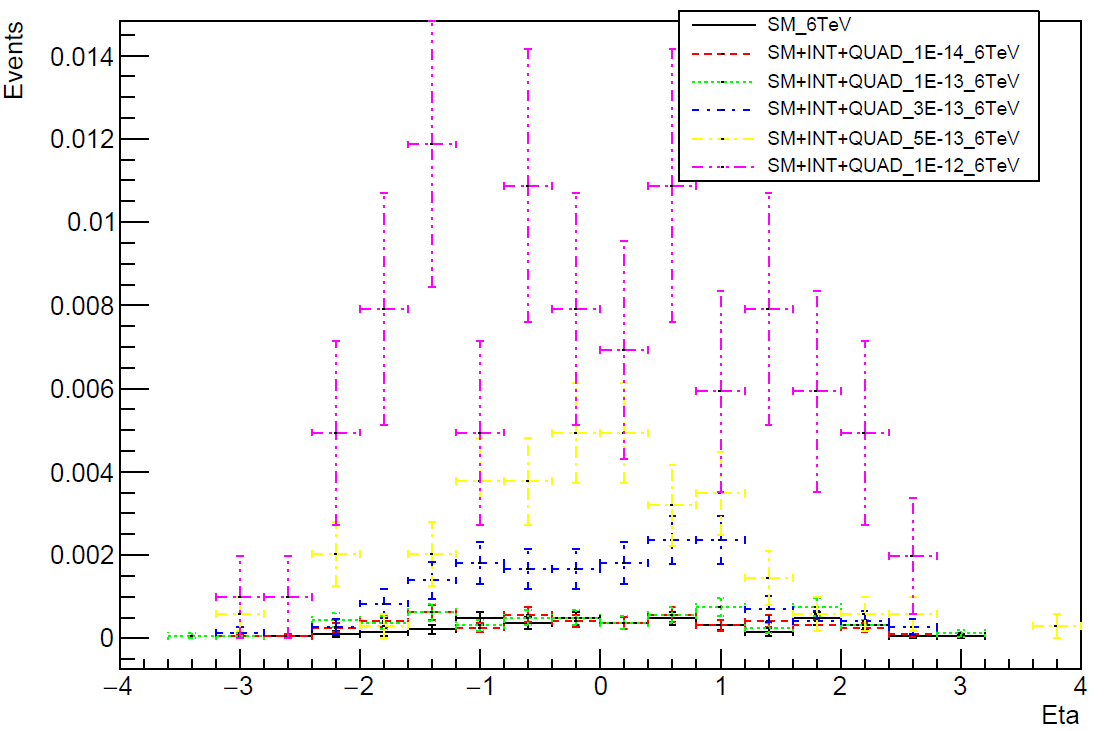 Events
SM_6TeV
SM+INT+QUAD_1E-14_6TeV
SM+INT+QUAD_1E-13_6TeV
SM+INT+QUAD_3E-13_6TeV
SM+INT+QUAD_5E-13_6TeV
SM+INT+QUAD_1E-12_6TeV
0.014
0.012
0.01
0.008
0.006
0.004
0.002
0
−4 −3 −2 −1 0 1 2 3 4
Eta